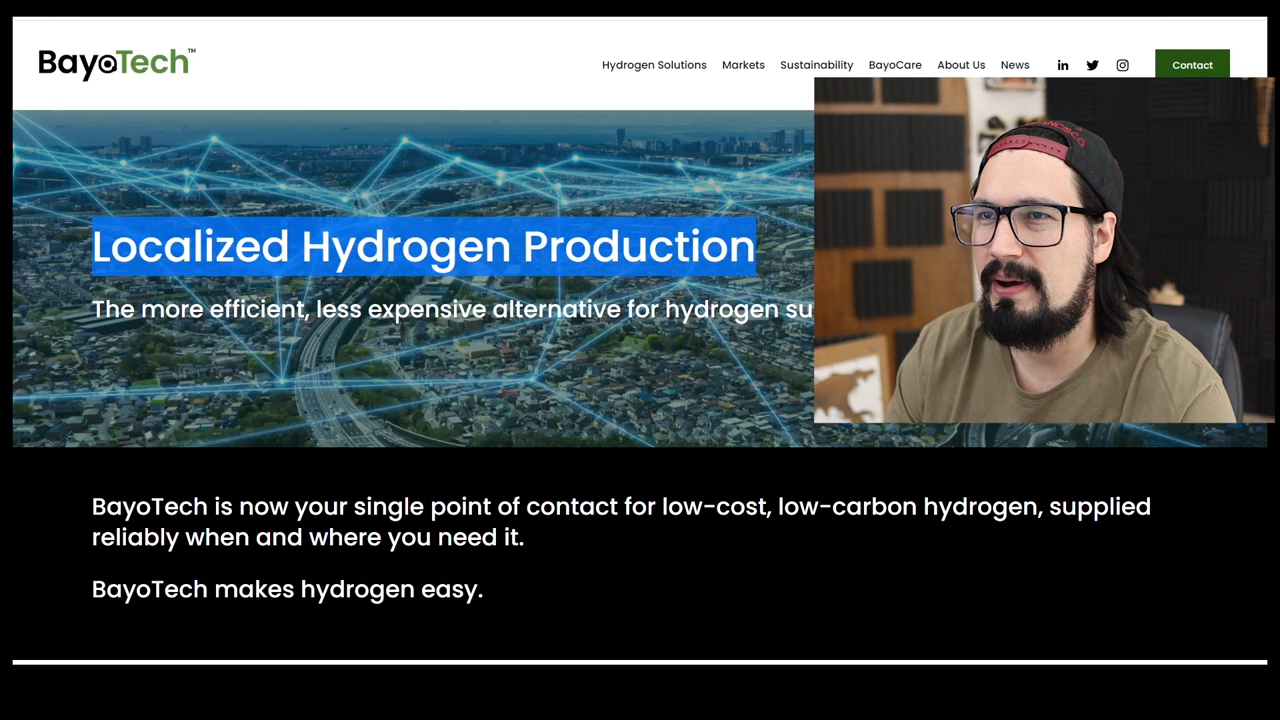 BayoTech™
Hydrogen Solutions Markets Sustainability BayoCare About Us News in Contact
Localized Hydrogen Production
The more efficient, less expensive alternative for hydrogen su
BayoTech is now your single point of contact for low-cost, low-carbon hydrogen, supplied
reliably when and where you need it.
BayoTech makes hydrogen easy.